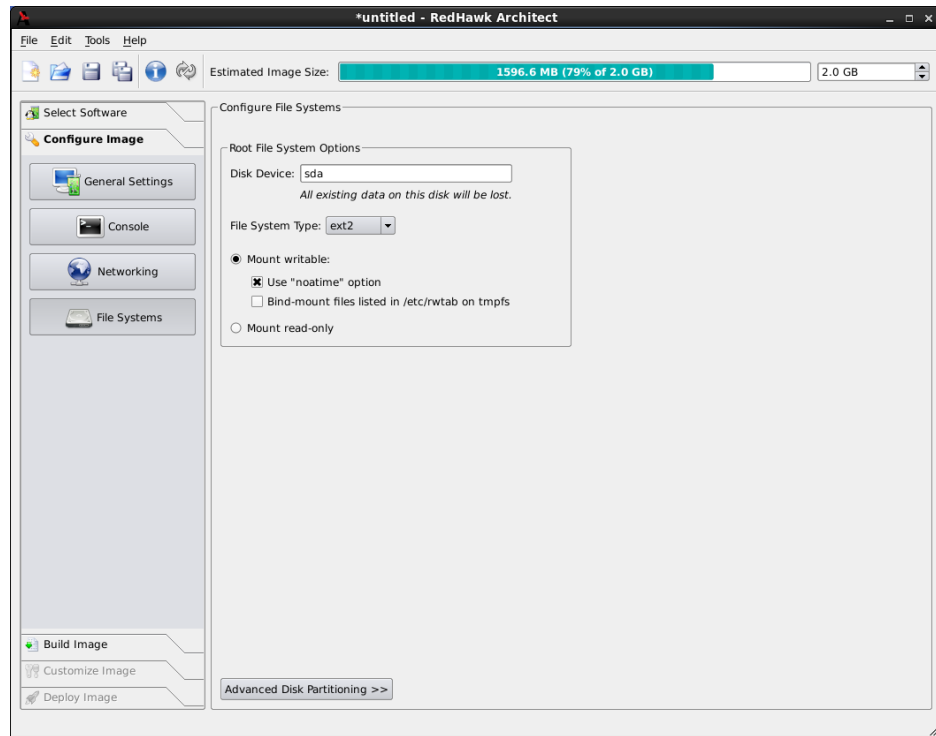 *untitled - RedHawk Architect
File Edit Tools Help
Estimated Image Size: 1596.6 MB (79% of 2.0 GB) 2.0 GB
Select Software
Configure Image
General Settings
Console
Networking
File Systems
Build Image
Customize Image
Deploy Image
Configure File Systems
Root File System Options
Disk Device: sda
All existing data on this disk will be lost.
File System Type: ext2
Mount writable:
Use "noatime" option
Bind-mount files listed in /etc/rwtab on tmpfs
Mount read-only
Advanced Disk Partitioning >>